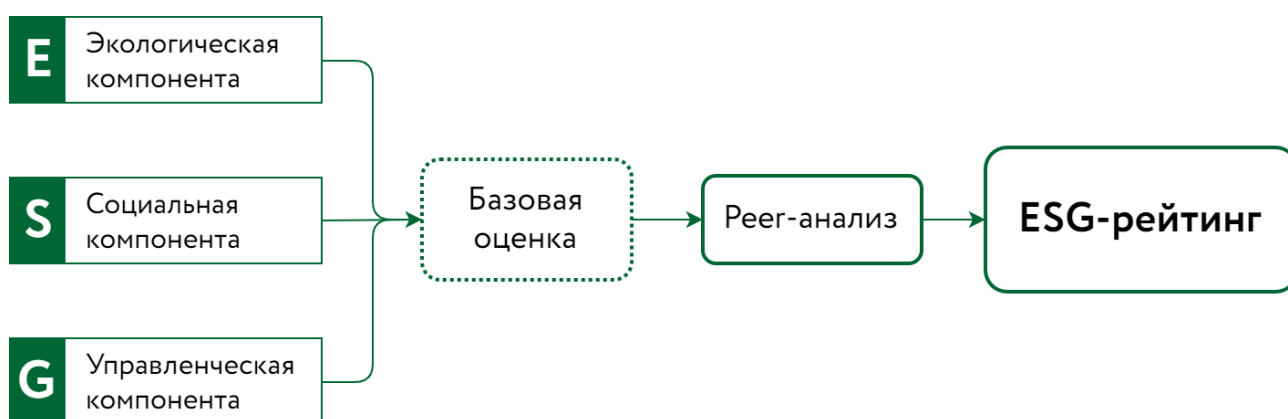 E
Экологическая
компонента
S
Социальная
компонента
G
Управленческая
компонента
Базовая
оценка
Peer-анализ
ESG-рейтинг